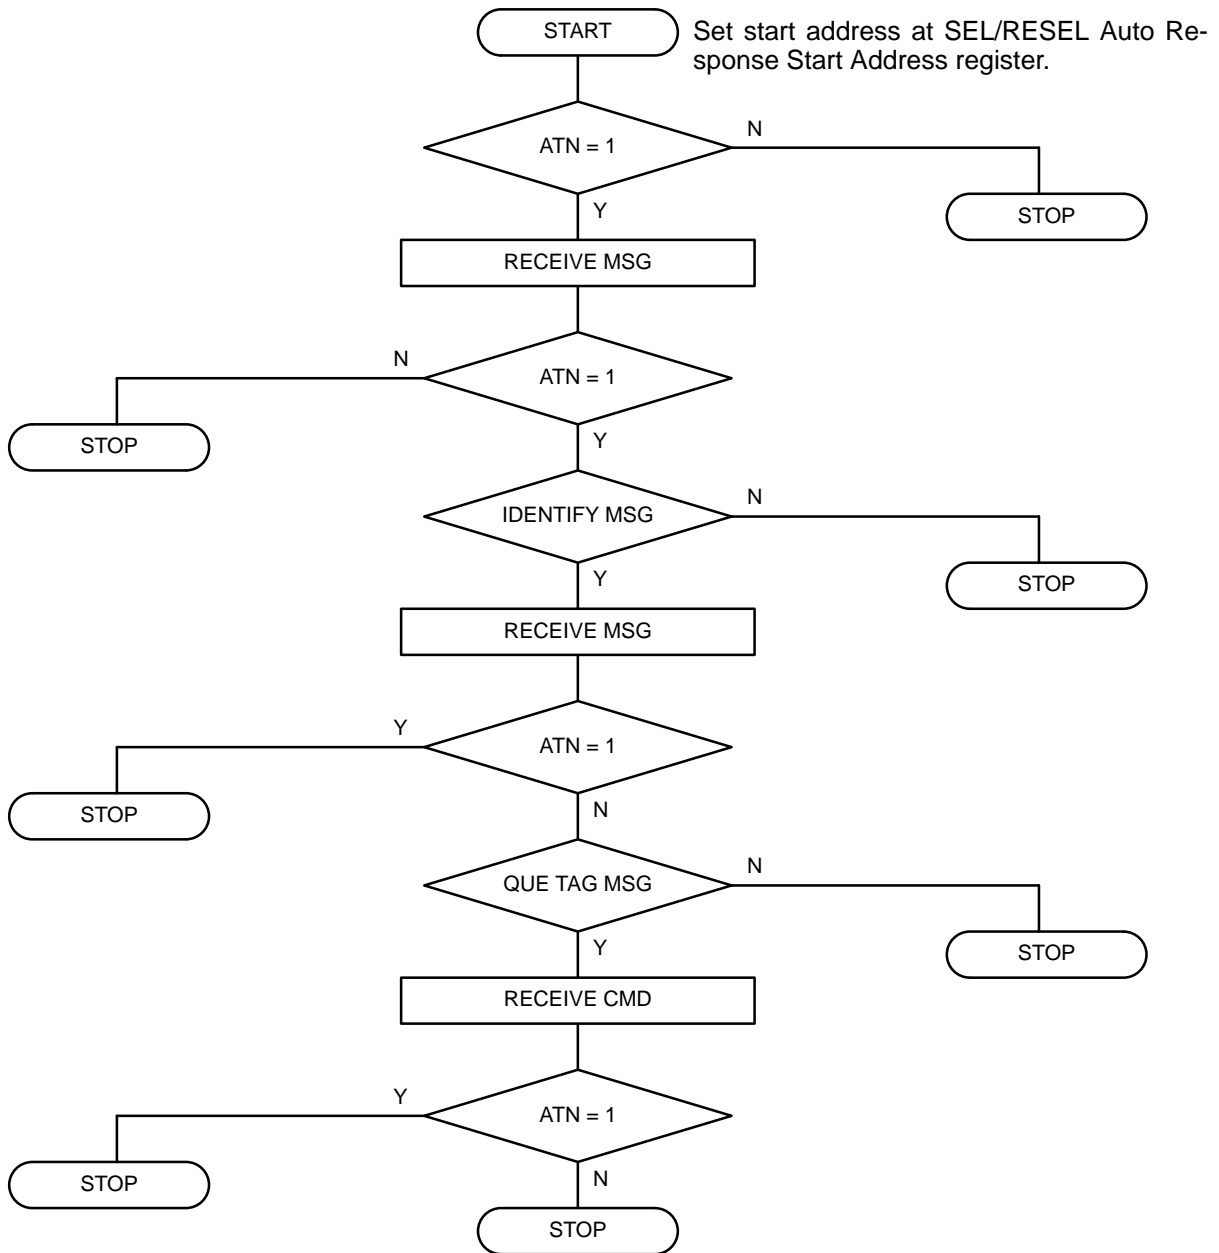 START
Set start address at SEL/RESEL Auto Re-
sponse Start Address register.
ATN = 1
N
STOP
Y
RECEIVE MSG
N
ATN = 1
STOP
Y
IDENTIFY MSG
N
STOP
Y
RECEIVE MSG
Y
ATN = 1
STOP
N
QUE TAG MSG
N
STOP
Y
RECEIVE CMD
Y
ATN = 1
STOP
N
STOP